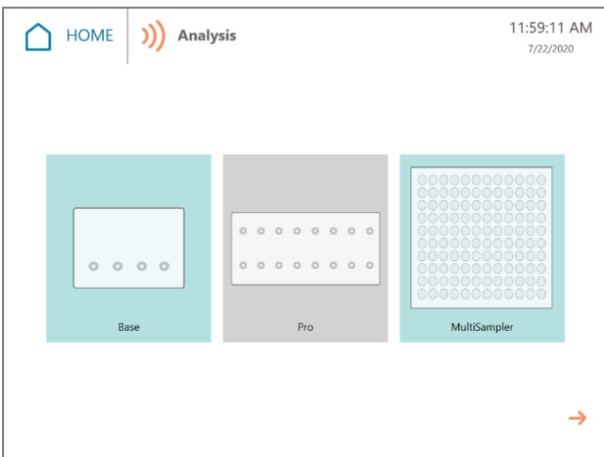 HOME
Analysis
11:59:11 AM
7/22/2020
Base
Pro
MultiSampler